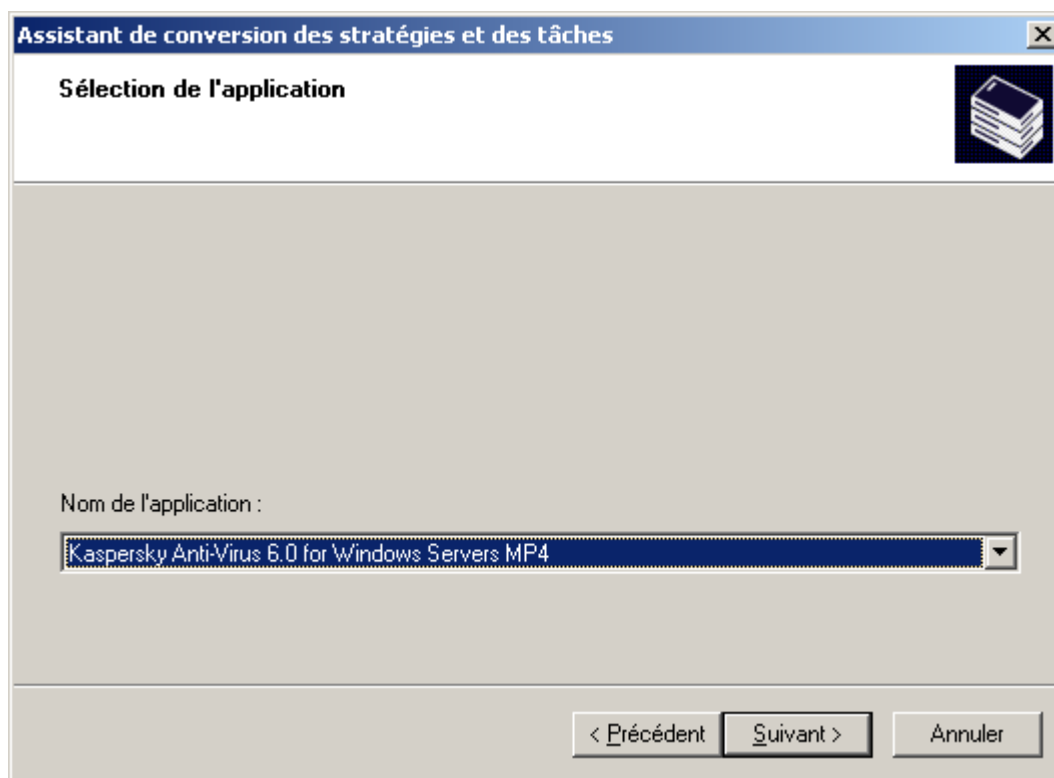 Assistant de conversion des stratégies et des tâches
Sélection de l'application
Nom de l'application :
Kaspersky Anti-Virus 6.0 for Windows Servers MP4
< Précédent
Suivant >
Annuler